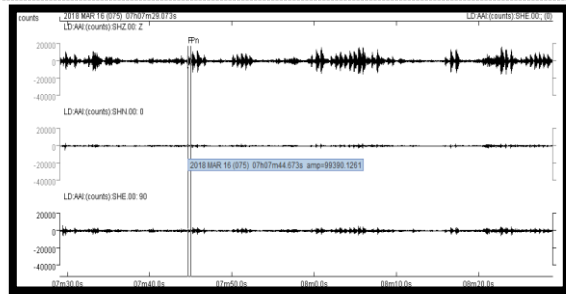 counts
2018 MAR 16 (075) 07h07m29.073s
LD:AAI:(counts):SHE.00:; (0)
LD:AAI:(counts):SHZ.00: Z
PPn
20000
0
-20000
-40000
LD:AAI:(counts):SHN.00: 0
20000
0
-20000
2018 MAR 16 (075) 07h07m44.673s amp=99390.1261
-40000
LD:AAI:(counts):SHE.00: 90
20000
0
-20000
-40000
07m30.0s 07m40.0s 07m50.0s 08m0.0s 08m10.0s 08m20.0s